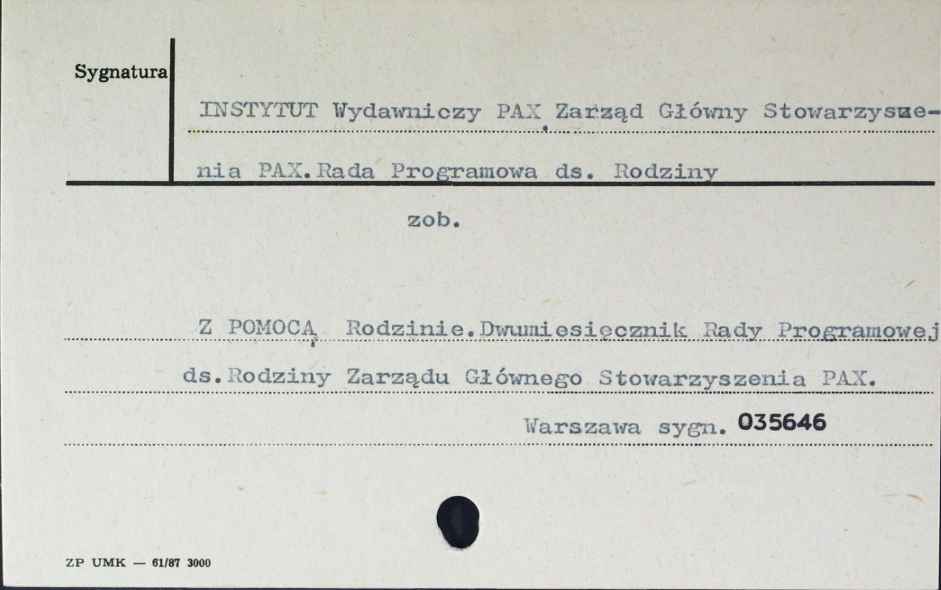 Sygnatura
INSTYTUT Wydawniczy PAX, Zarząd Główny Stowarzysze-
nia PAX. Rada Programowa ds. Rodziny
zob.
Z POMOCĄ Rodzinie. Dwumiesięcznik Rady Programowej
ds. Rodziny Zarządu Głównego Stowarzyszenia PAX.
Warszawa sygn. 035646
ZP UMK — 61/87 3000